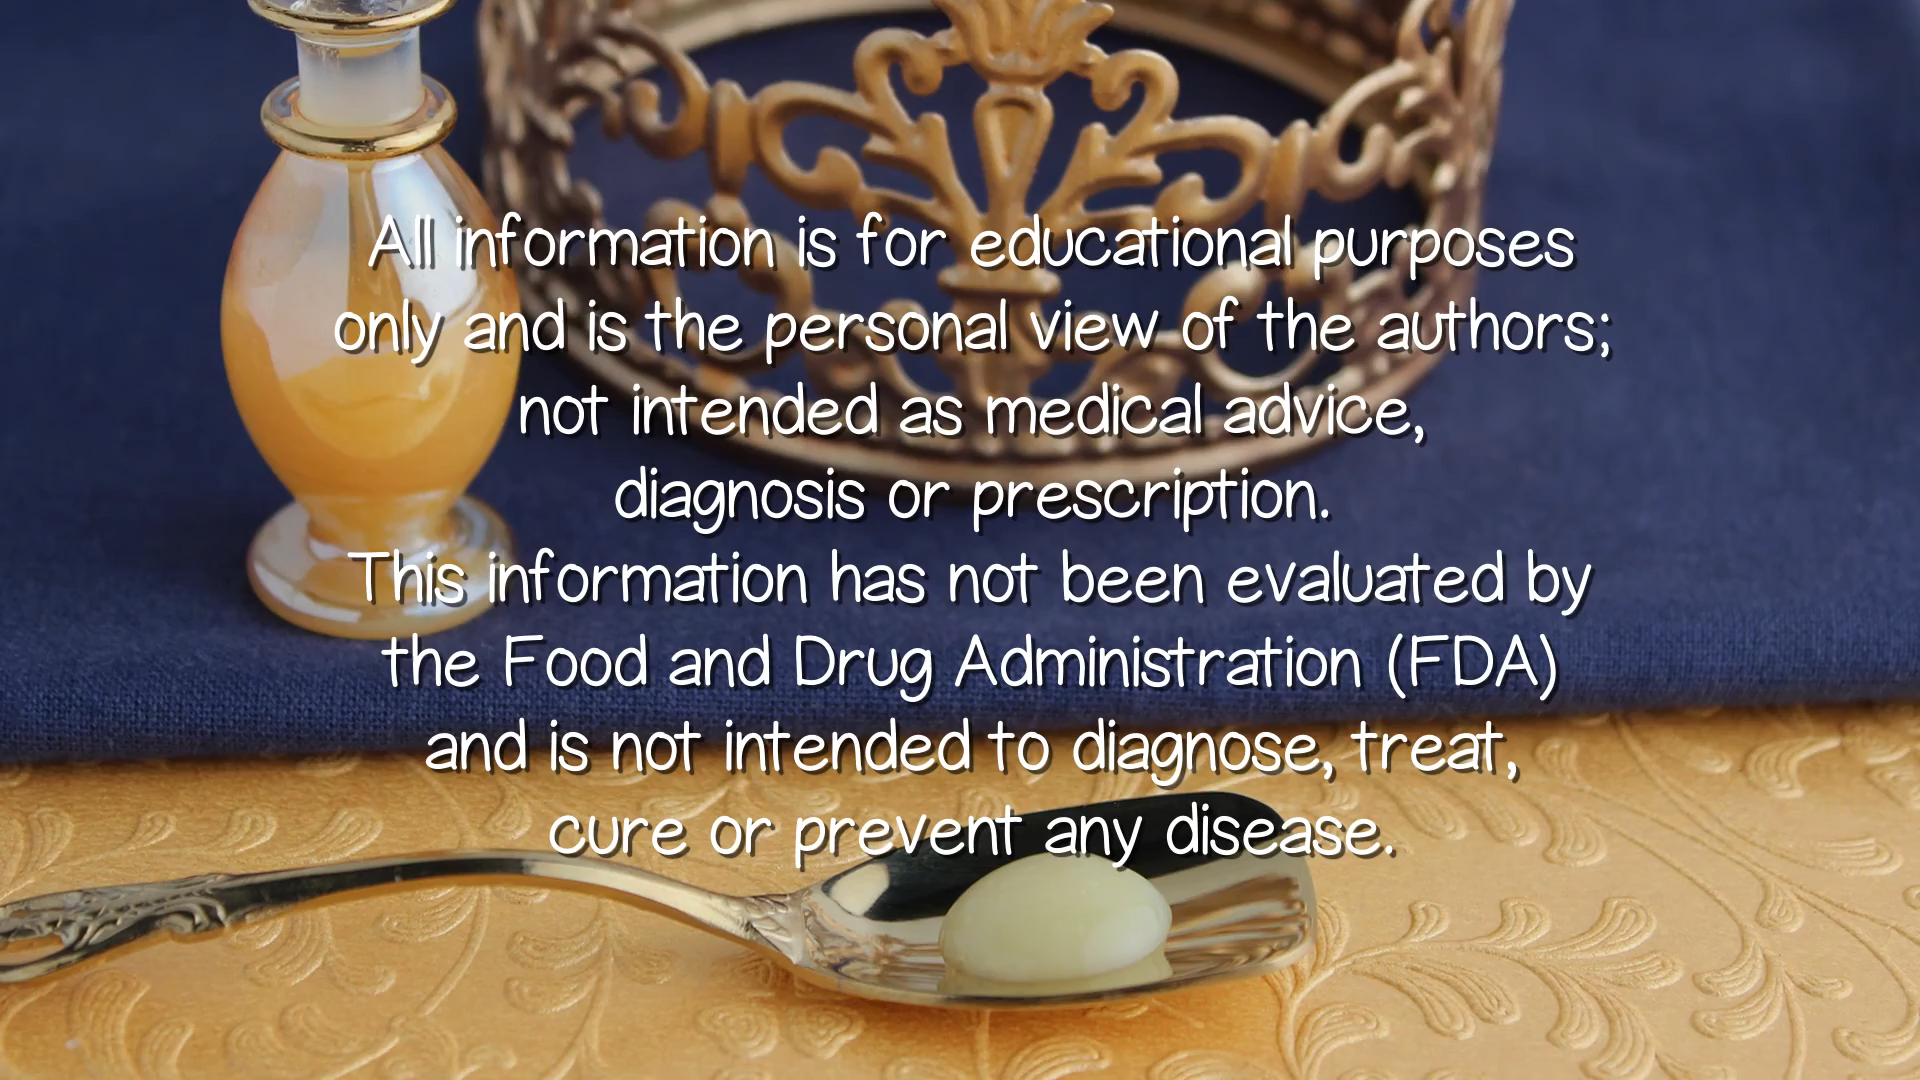 All information is for educational purposes
only and is the personal view of the authors;
not intended as medical advice,
diagnosis or prescription.
This information has not been evaluated by
the Food and Drug Administration (FDA)
and is not intended to diagnose, treat,
cure or prevent any disease.